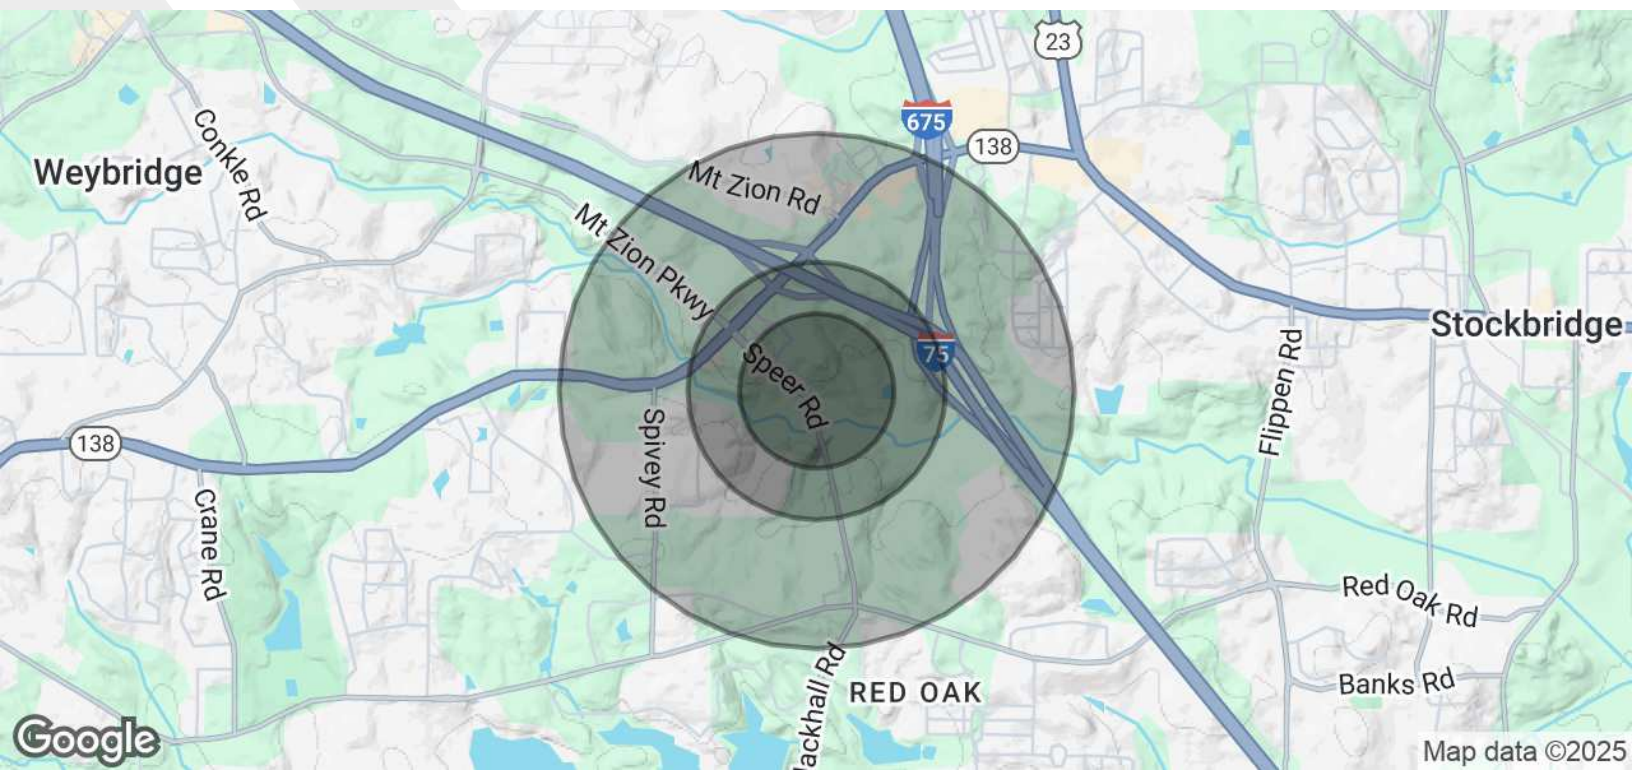 23
675
138
Conkle Rd
Weybridge
Mt Zion Rd
Mt Zion Pkwy
Stockbridge
75
Speer Rd
Flippen Rd
138
Spivey Rd
Crane Rd
Red Oak Rd
RED OAK
Banks Rd
Google
Map data ©2025